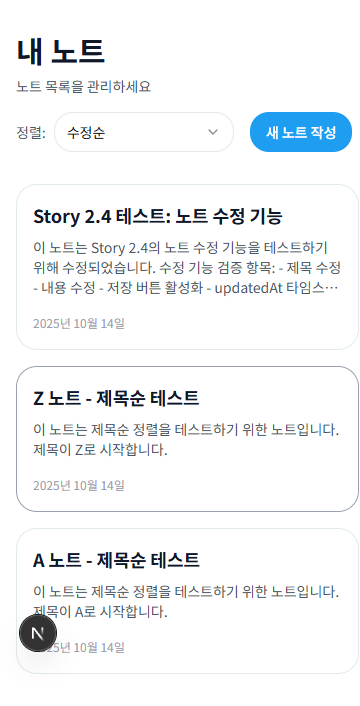 내 노트
노트 목록을 관리하세요
정렬: 수정순 새 노트 작성
Story 2.4 테스트: 노트 수정 기능
이 노트는 Story 2.4의 노트 수정 기능을 테스트하기
위해 수정되었습니다. 수정 기능 검증 항목: - 제목 수정
- 내용 수정 - 저장 버튼 활성화 - updatedAt 타임스…
2025년 10월 14일
Z 노트 - 제목순 테스트
이 노트는 제목순 정렬을 테스트하기 위한 노트입니다.
제목이 Z로 시작합니다.
2025년 10월 14일
A 노트 - 제목순 테스트
이 노트는 제목순 정렬을 테스트하기 위한 노트입니다.
제목이 A로 시작합니다.
N 10월 14일